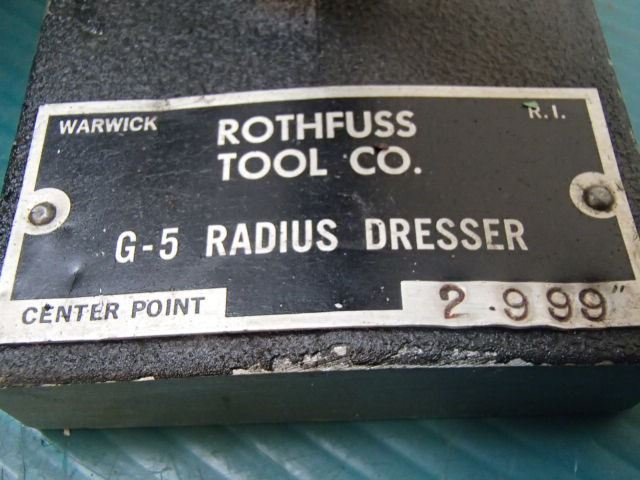 WARWICK
ROTHFUSS
R.I.
TOOL CO.
G-5 RADIUS DRESSER
CENTER POINT
2.999"